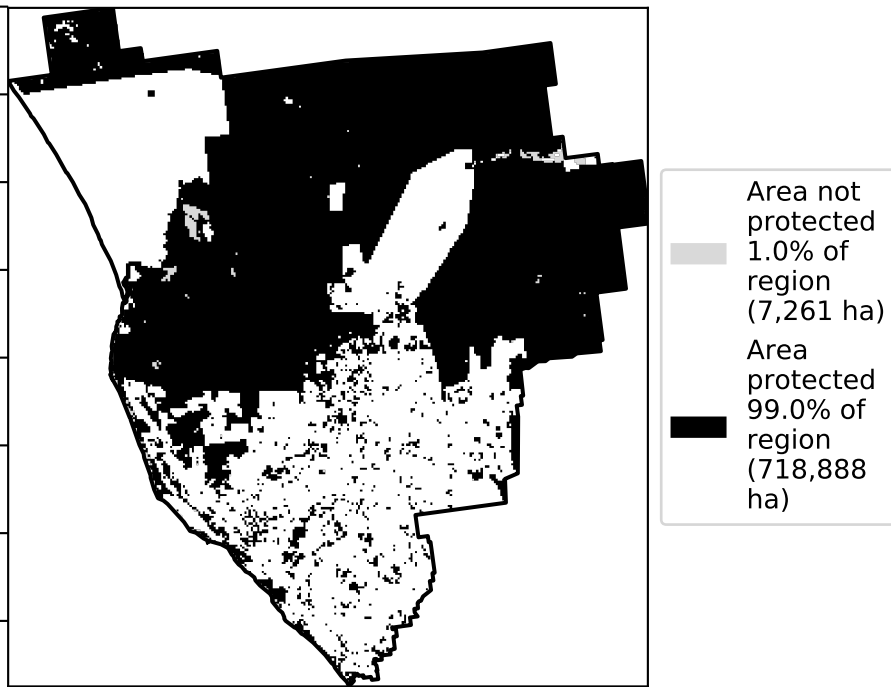 Area not
protected
1.0% of
region
(7,261 ha)
Area
protected
99.0% of
region
(718,888
ha)